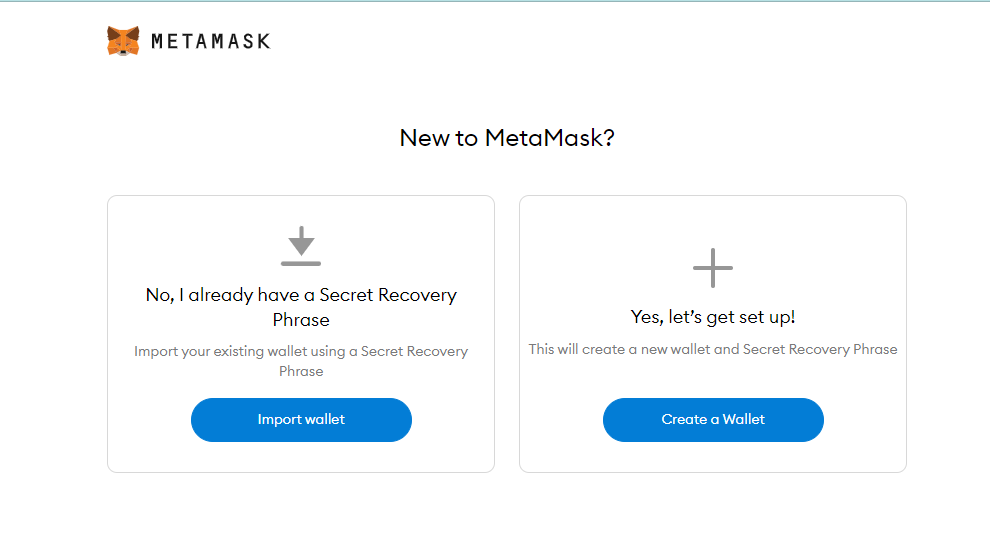 METAMASK
New to MetaMask?
No, I already have a Secret Recovery
Phrase
Import your existing wallet using a Secret Recovery
Phrase
Import wallet
Yes, let’s get set up!
This will create a new wallet and Secret Recovery Phrase
Create a Wallet